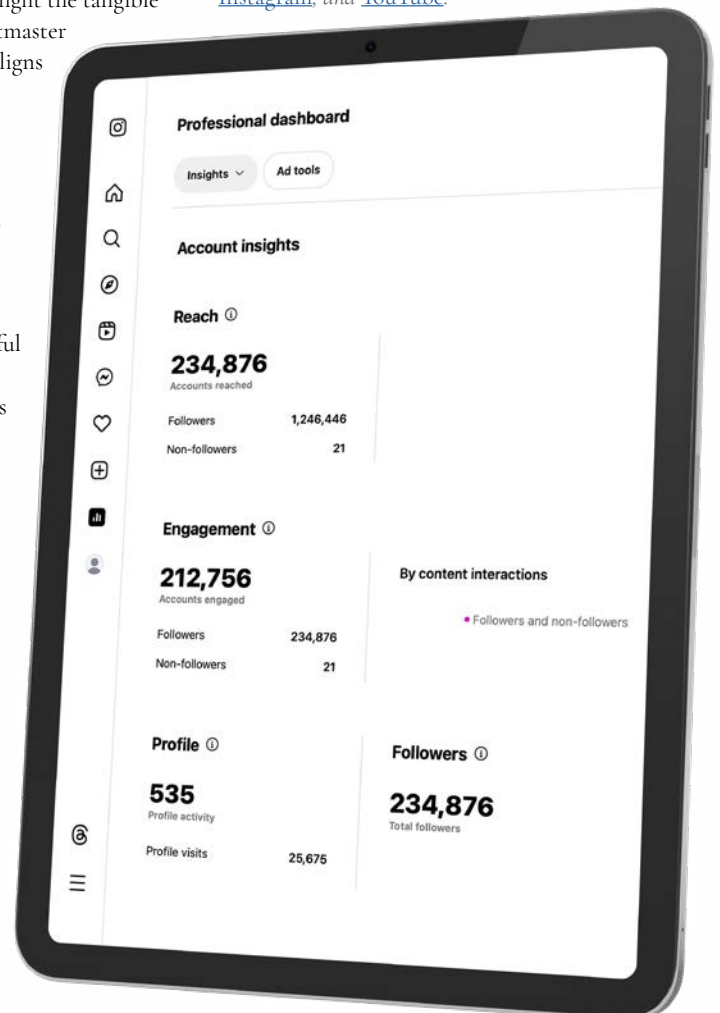 ight the tangible
tmaster
ligns
ful
s
Instagram, and YouTube.
Professional dashboard
Insights
Ad tools
Account insights
Reach
234,876
Accounts reached
Followers 1,246,446
Non-followers 21
Engagement
212,756
Accounts engaged
Followers 234,876
Non-followers 21
By content interactions
Followers and non-followers
Profile
535
Profile activity
Profile visits 25,675
Followers
234,876
Total followers